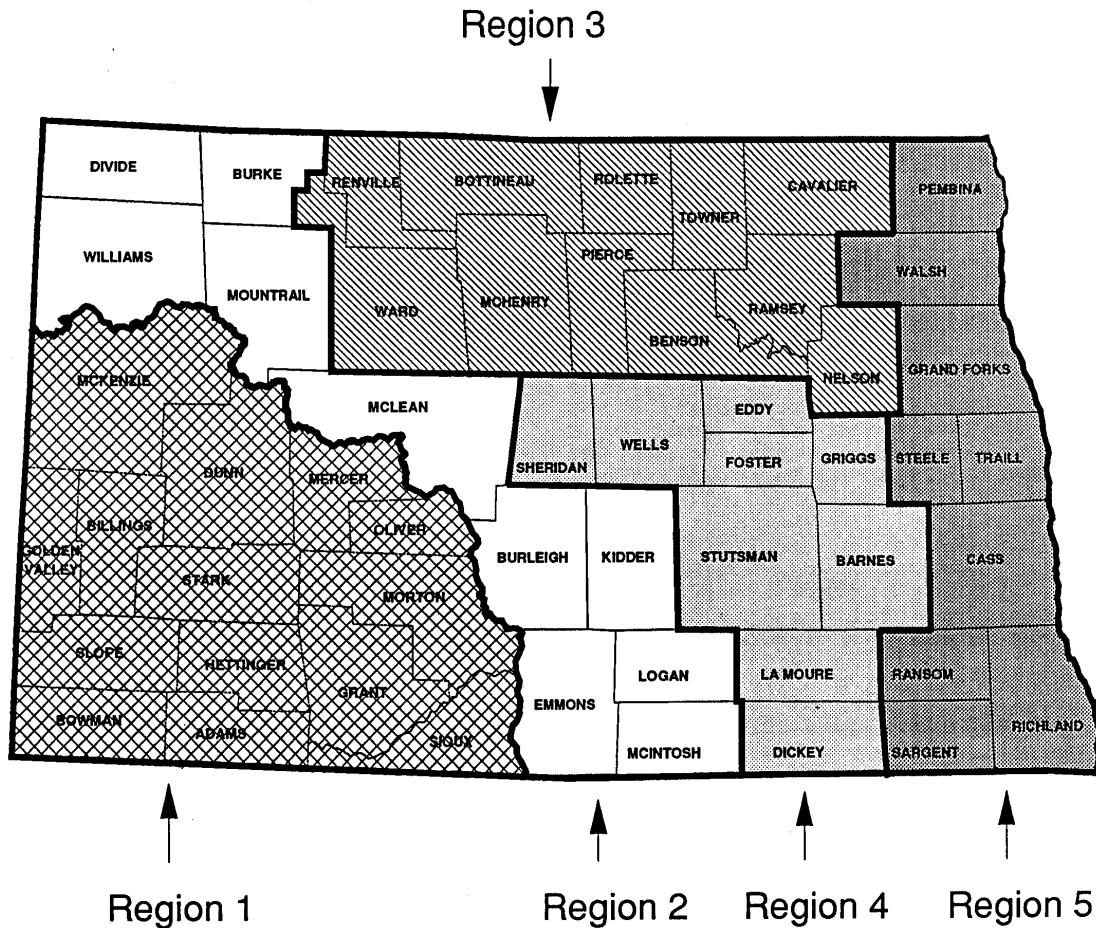 Region 3
DIVIDE
BURKE
RENVILLE
BOTTINEAU
ROLETTE
TOWNER
CAVALIER
PEMBINA
WILLIAMS
MOUNTRAIL
WARD
MCHENRY
PIERCE
BENSON
RAMSEY
WALSH
NELSON
GRAND FORKS
MCKENZIE
DUNN
MCLEAN
MERCER
OLIVER
SHERIDAN
WELLS
EDDY
FOSTER
GRIGGS
STEELE
TRAILL
GOLDEN
VALLEY
BILLINGS
STARK
MORTON
BURLEIGH
KIDDER
STUTSMAN
BARNES
CASS
SLOPE
HETTINGER
GRANT
BOWMAN
ADAMS
SIOUX
EMMONS
LOGAN
MCINTOSH
LA MOURE
DICKEY
RANSOM
SARGENT
RICHLAND
Region 1
Region 2
Region 4
Region 5